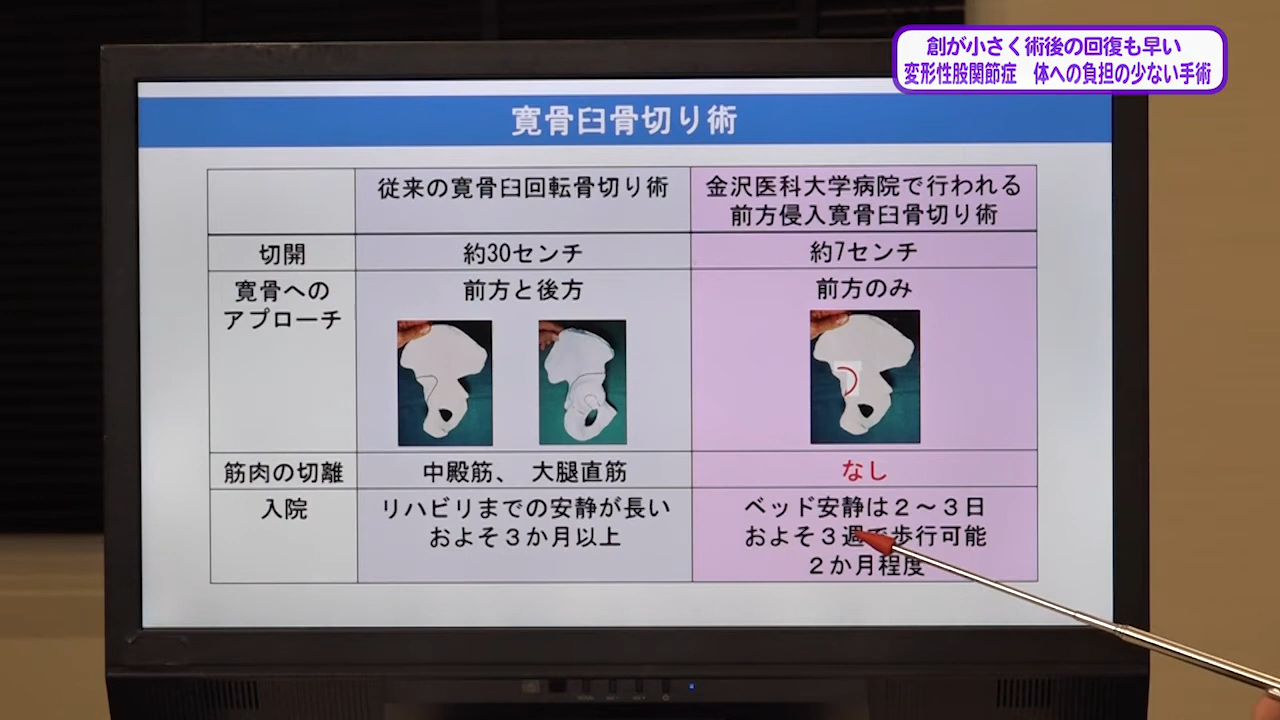 創が小さく術後の回復も早い
変形性股関節症　体への負担の少ない手術
寛骨臼骨切り術
従来の寛骨臼回転骨切り術
金沢医科大学病院で行われる
前方侵入寛骨臼骨切り術
切開
約30センチ
約7センチ
寛骨への
アプローチ
前方と後方
前方のみ
筋肉の切離
中殿筋、大腿直筋
なし
入院
リハビリまでの安静が長い
およそ３か月以上
ベッド安静は２～３日
およそ３週で歩行可能
２か月程度